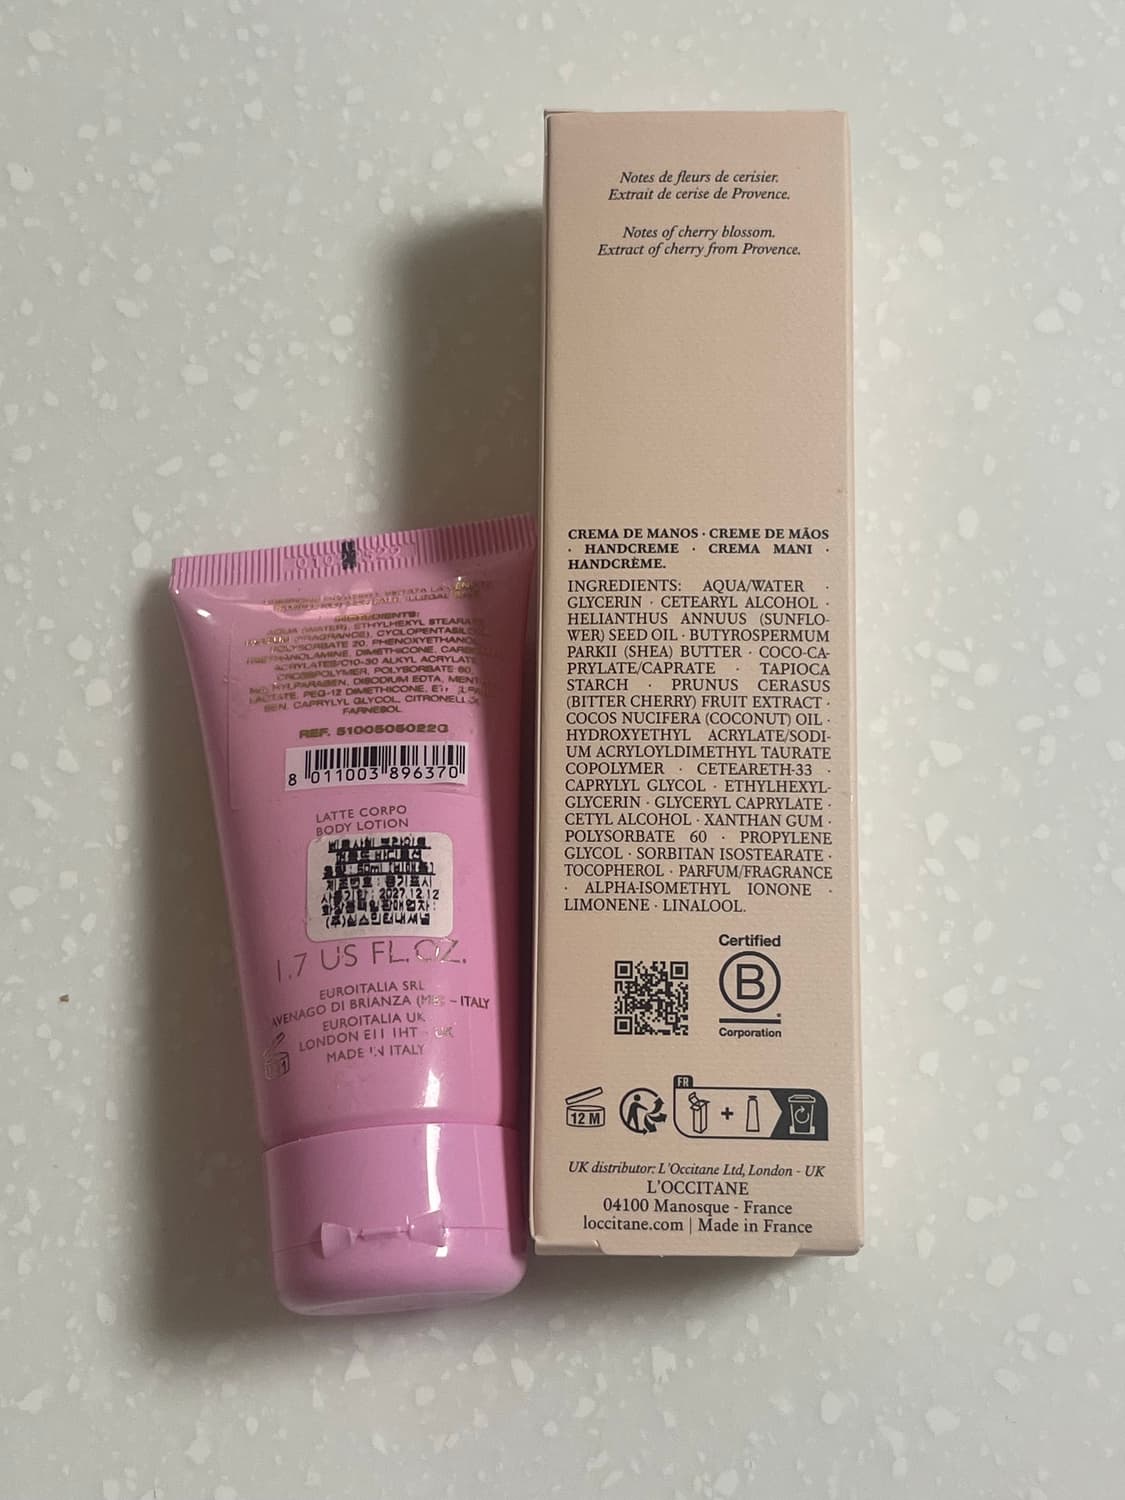 AQUA (WATER), ETHYLHEXYL
PARFUM (FRAGRANCE),
POLYSORBATE 20, PHENOXYETHANOL
DIMETHICONE,
ACRYLATES/C10-30 ALKYL ACRYLATE
CROSSPOLYMER, POLYSORBATE 60
DISODIUM EDTA,
LACTATE, PEG-12 DIMETHICONE,
CAPRYLYL GLYCOL,
FARNESOL
REF. 510050505022G
8 011003 896370
LATTE CORPO
BODY LOTION
2027.12.12
1.7 US FL.OZ.
EUROITALIA SRL
AVENAGO DI BRIANZA – ITALY
EUROITALIA UK
LONDON E11 1HT - UK
MADE IN ITALY
Notes de fleurs de cerisier.
Extrait de cerise de Provence.
Notes of cherry blossom.
Extract of cherry from Provence.
CREMA DE MANOS · CREME DE MÃOS
· HANDCREME · CREMA MANI ·
HANDCRÈME.
INGREDIENTS: AQUA/WATER ·
GLYCERIN · CETEARYL ALCOHOL ·
HELIANTHUS ANNUUS (SUNFLO-
WER) SEED OIL · BUTYROSPERMUM
PARKII (SHEA) BUTTER · COCO-CA-
PRYLATE/CAPRATE · TAPIOCA
STARCH · PRUNUS CERASUS
(BITTER CHERRY) FRUIT EXTRACT ·
COCOS NUCIFERA (COCONUT) OIL ·
HYDROXYETHYL ACRYLATE/SODI-
UM ACRYLOYLDIMETHYL TAURATE
COPOLYMER · CETEARETH-33 ·
CAPRYLYL GLYCOL · ETHYLHEXYL-
GLYCERIN · GLYCERYL CAPRYLATE ·
CETYL ALCOHOL · XANTHAN GUM ·
POLYSORBATE 60 · PROPYLENE
GLYCOL · SORBITAN ISOSTEARATE ·
TOCOPHEROL · PARFUM/FRAGRANCE
· ALPHA-ISOMETHYL IONONE ·
LIMONENE · LINALOOL.
Certified
B
Corporation
12 M
FR
UK distributor: L'Occitane Ltd, London - UK
L'OCCITANE
04100 Manosque - France
loccitane.com | Made in France